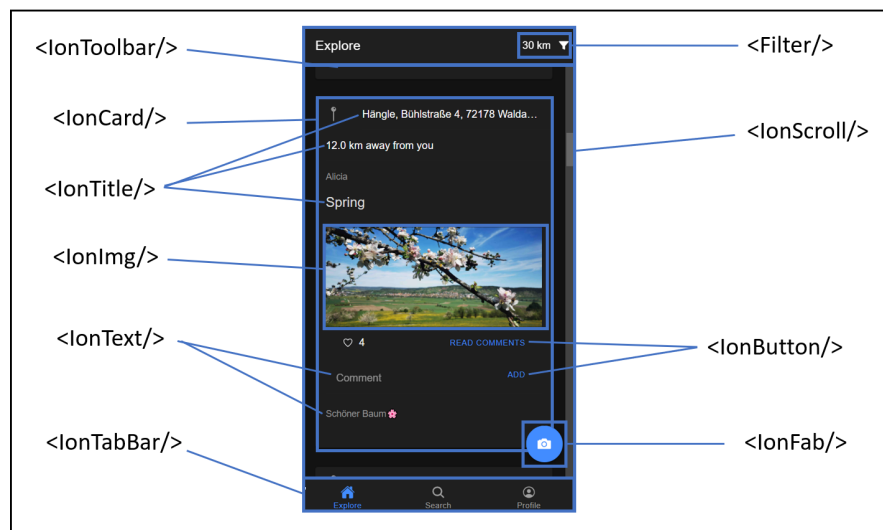 <IonToolbar/>
Explore
30 km
<Filter/>
<IonCard/>
Hängle, Bühlstraße 4, 72178 Walda...
<IonScroll/>
12.0 km away from you
<IonTitle/>
Alicia
Spring
<IonImg/>
<IonText/>
4
READ COMMENTS
<IonButton/>
Comment
ADD
Schöner Baum🌸
<IonTabBar/>
<IonFab/>
Explore
Search
Profile